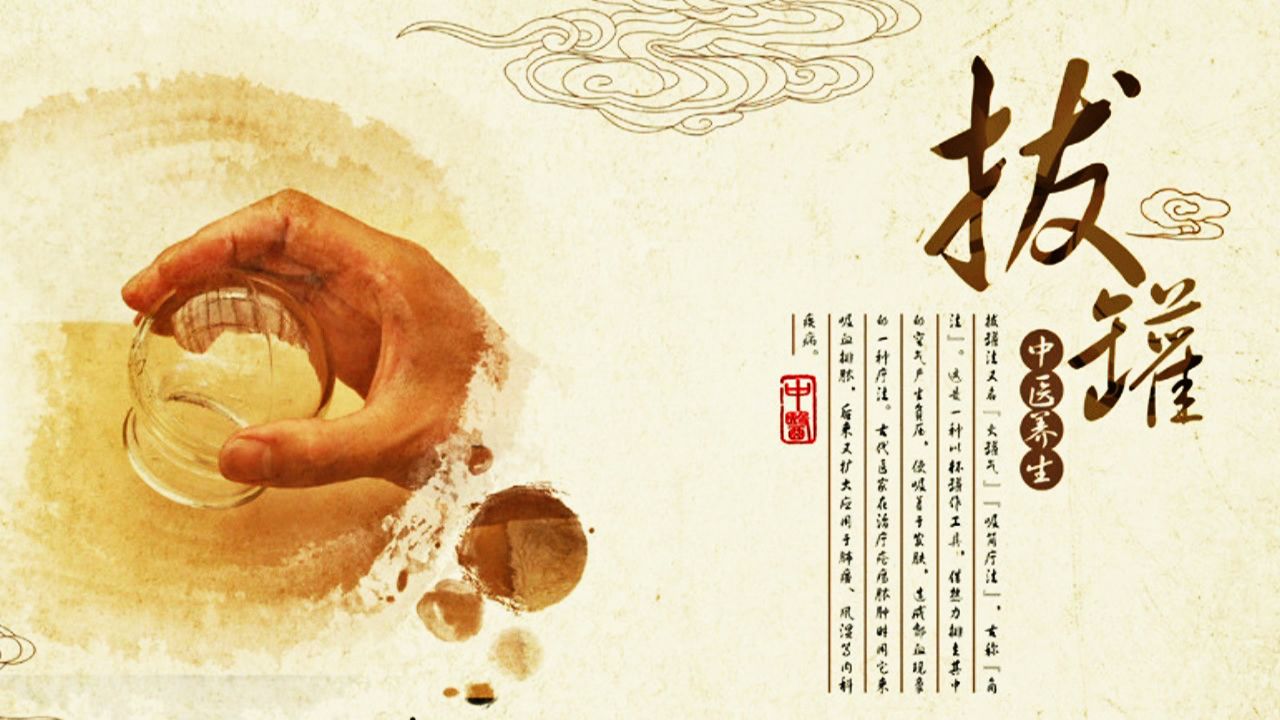 拔罐
中医养生
拔罐法又名『火罐气』『吸筒疗法』，古称『角
法』。这是一种以杯罐作工具，借热力排去其中
的空气产生负压，使吸着于皮肤，造成郁血现象
的一种疗法。古代医家在治疗疮疡脓肿时用它来
吸血排脓，后来又扩大应用于肺痨、风湿等内科
疾病。
中醫